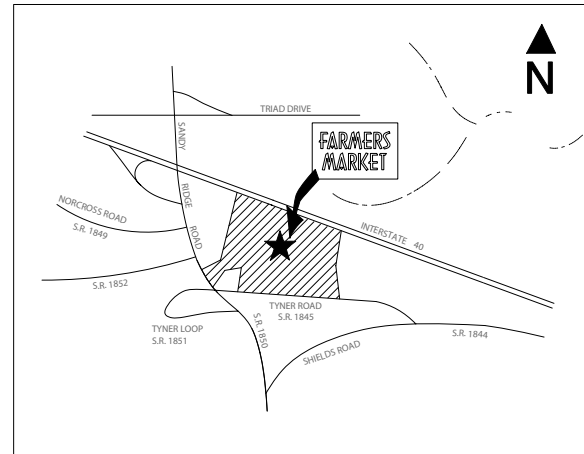 N
TRIAD DRIVE
SANDY
RIDGE
ROAD
FARMERS
MARKET
NORCROSS ROAD
S.R. 1849
INTERSTATE 40
S.R. 1852
TYNER ROAD
S.R. 1845
TYNER LOOP
S.R. 1851
S.R. 1850
SHIELDS ROAD
S.R. 1844